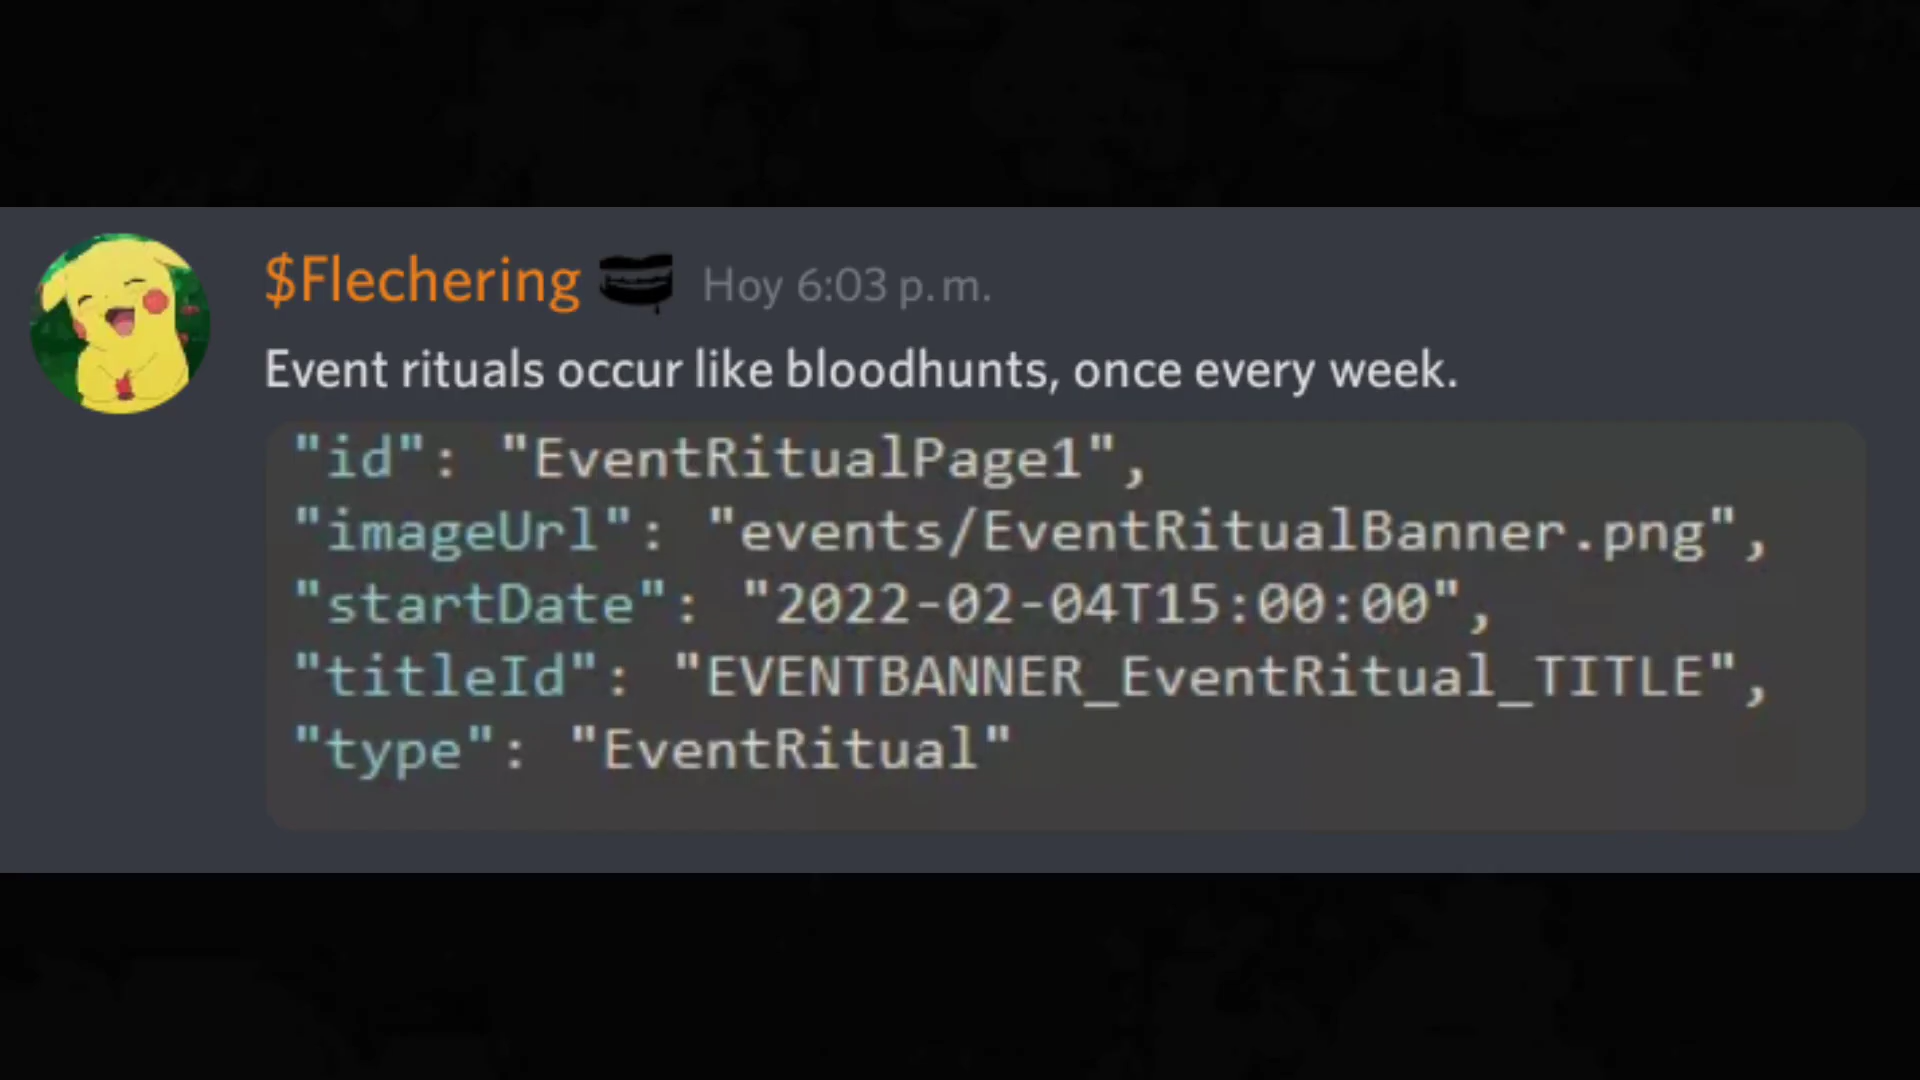 $Flechering Hoy 6:03 p. m.
Event rituals occur like bloodhunts, once every week.
"id": "EventRitualPage1",
"imageUrl": "events/EventRitualBanner.png",
"startDate": "2022-02-04T15:00:00",
"titleId": "EVENTBANNER_EventRitual_TITLE",
"type": "EventRitual"